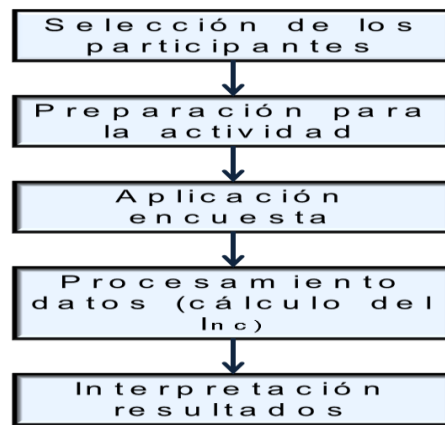 Selección de los
participantes
Preparación para
la actividad
Aplicación
encuesta
Procesamiento
datos (cálculo del
Inc)
Interpretación
resultados